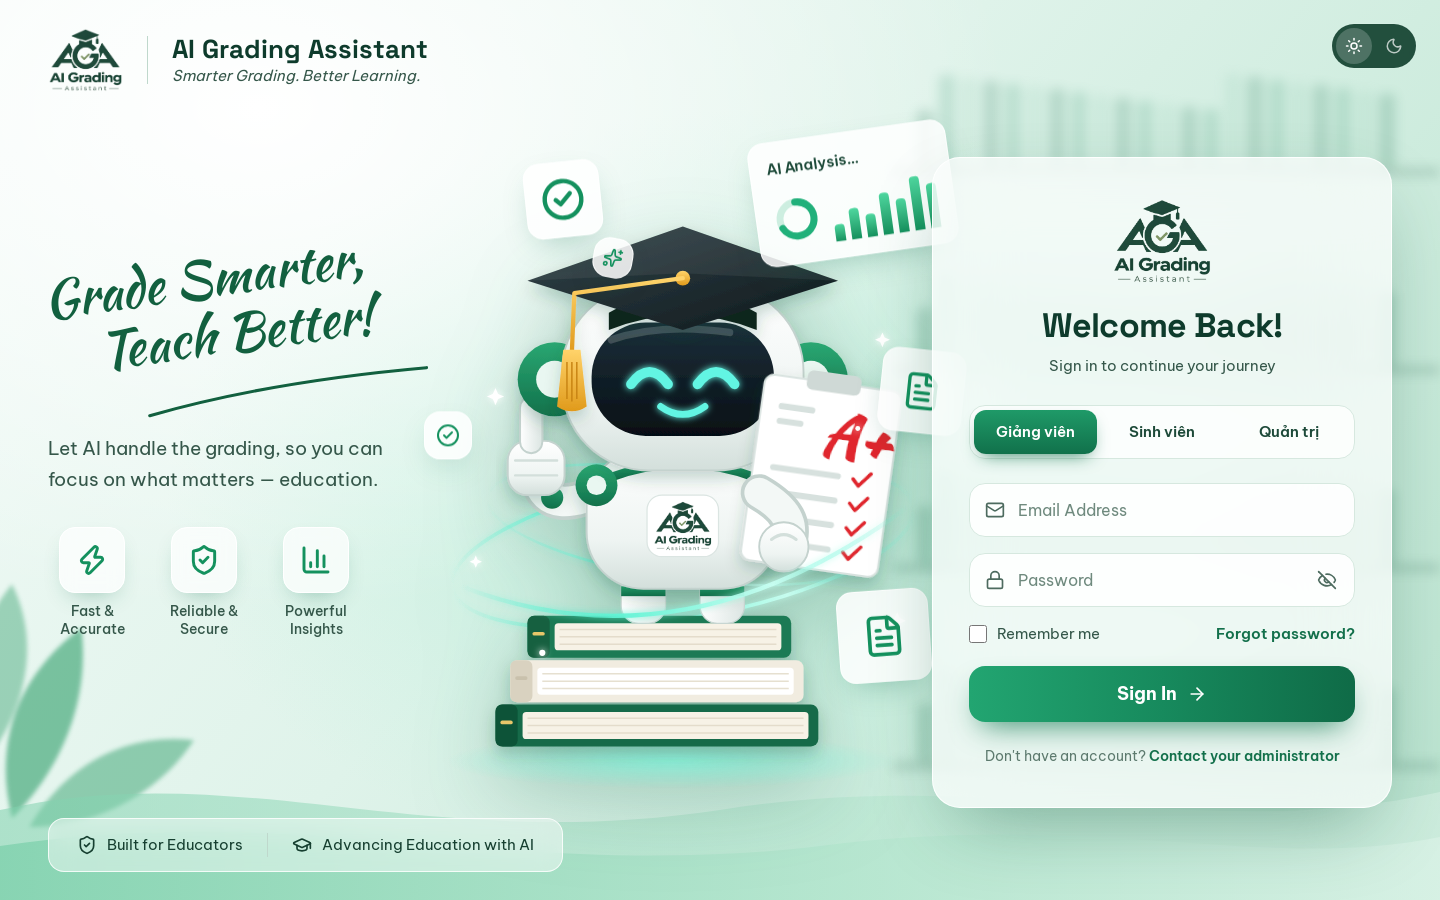 AGA
AI Grading
Assistant
AI Grading Assistant
Smarter Grading. Better Learning.
Grade Smarter,
Teach Better!
Let AI handle the grading, so you can
focus on what matters — education.
Fast &
Accurate
Reliable &
Secure
Powerful
Insights
Built for Educators
Advancing Education with AI
AI Analysis...
A+
AGA
AI Grading
Assistant
AGA
AI Grading
Assistant
Welcome Back!
Sign in to continue your journey
Giảng viên
Sinh viên
Quản trị
Email Address
Password
Remember me
Forgot password?
Sign In
Don't have an account? Contact your administrator